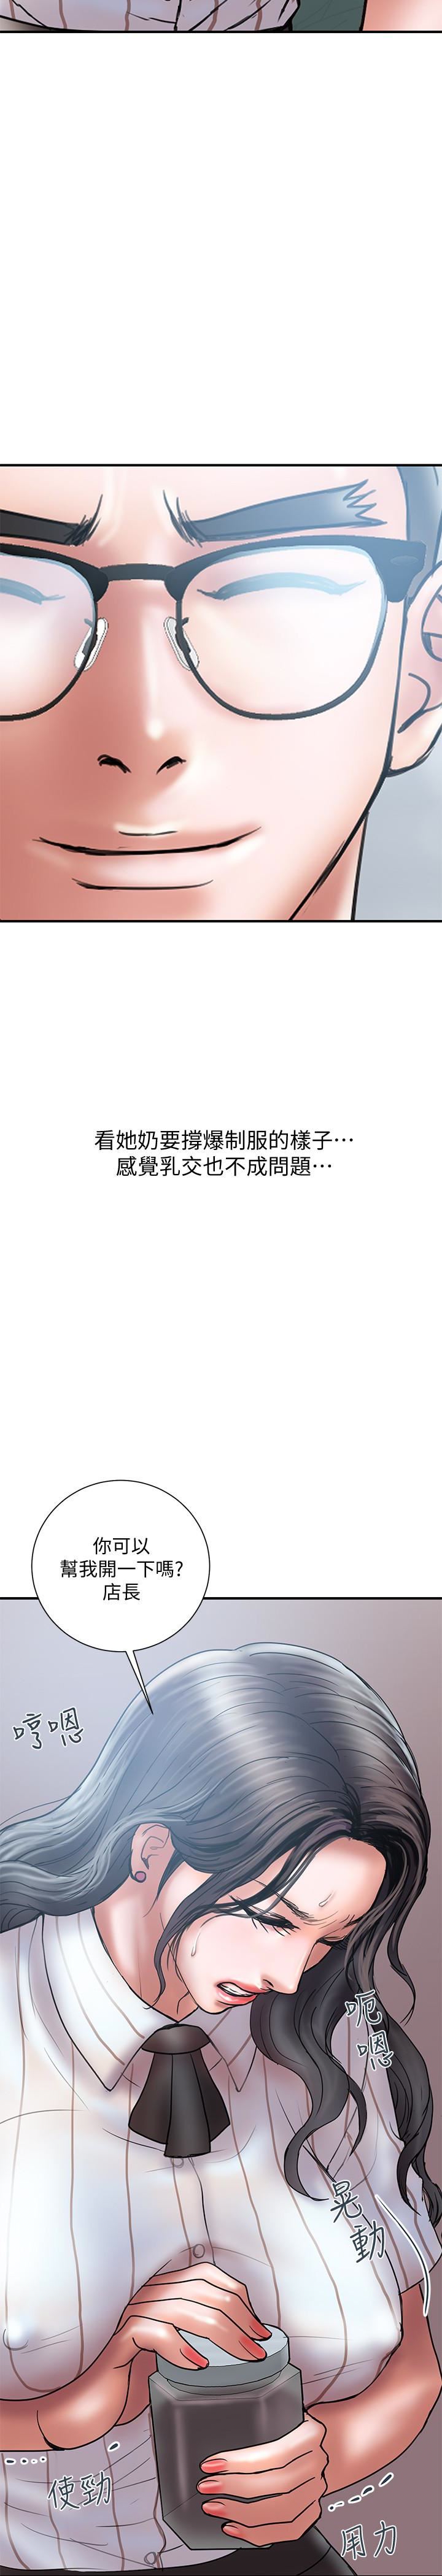 看她奶要撐爆制服的樣子…
感覺乳交也不成問題…
你可以
幫我開一下嗎?
店長
哼嗯
呃
嗯
晃
動
使勁
用力